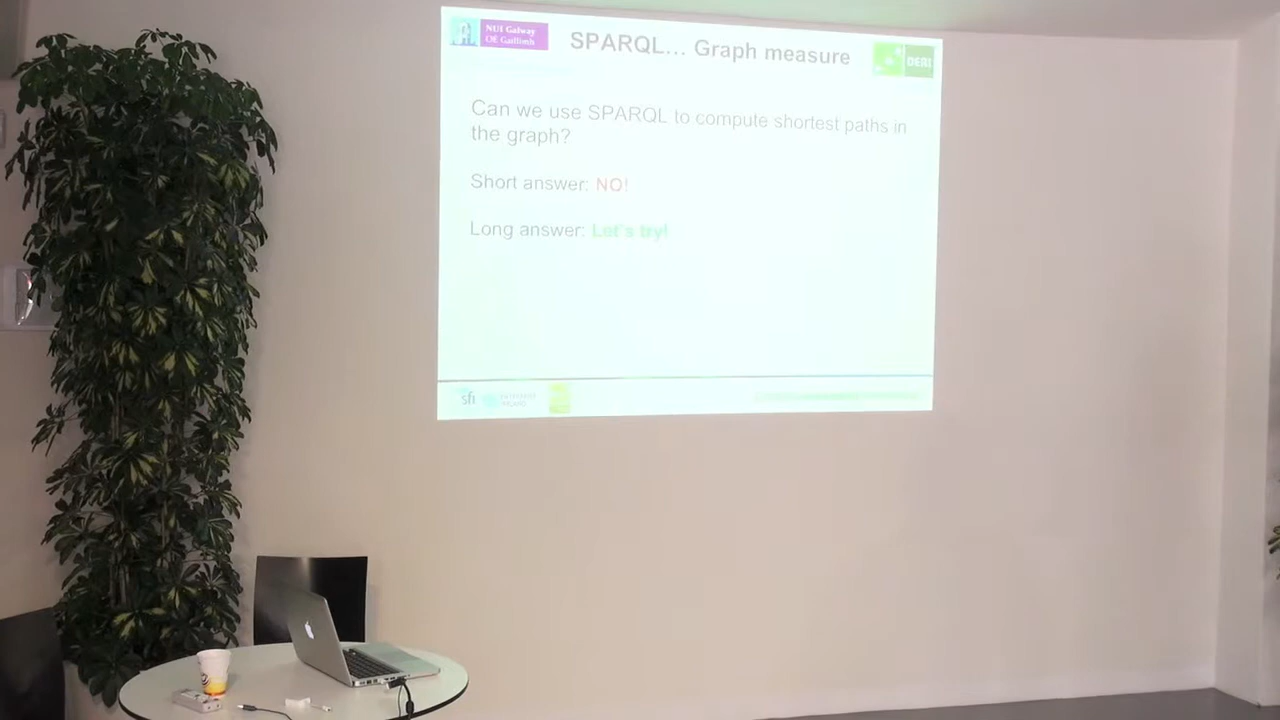 NUI Galway
OÉ Gaillimh
SPARQL... Graph measure
DERI
Can we use SPARQL to compute shortest paths in
the graph?
Short answer: NO!
Long answer: Let's try!
sfi